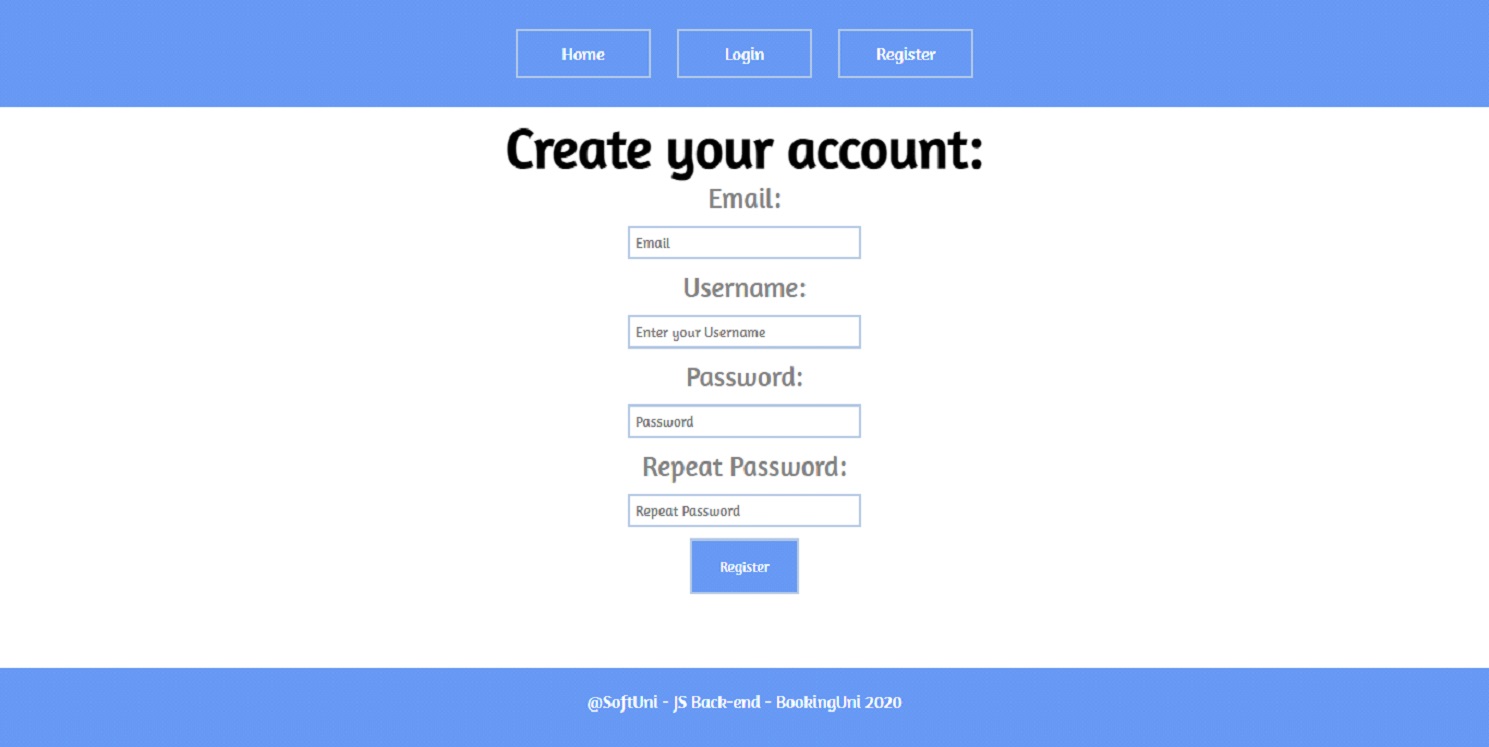 Home Login Register
Create your account:
Email:
Email
Username:
Enter your Username
Password:
Password
Repeat Password:
Repeat Password
Register
@SoftUni - JS Back-end - BookingUni 2020